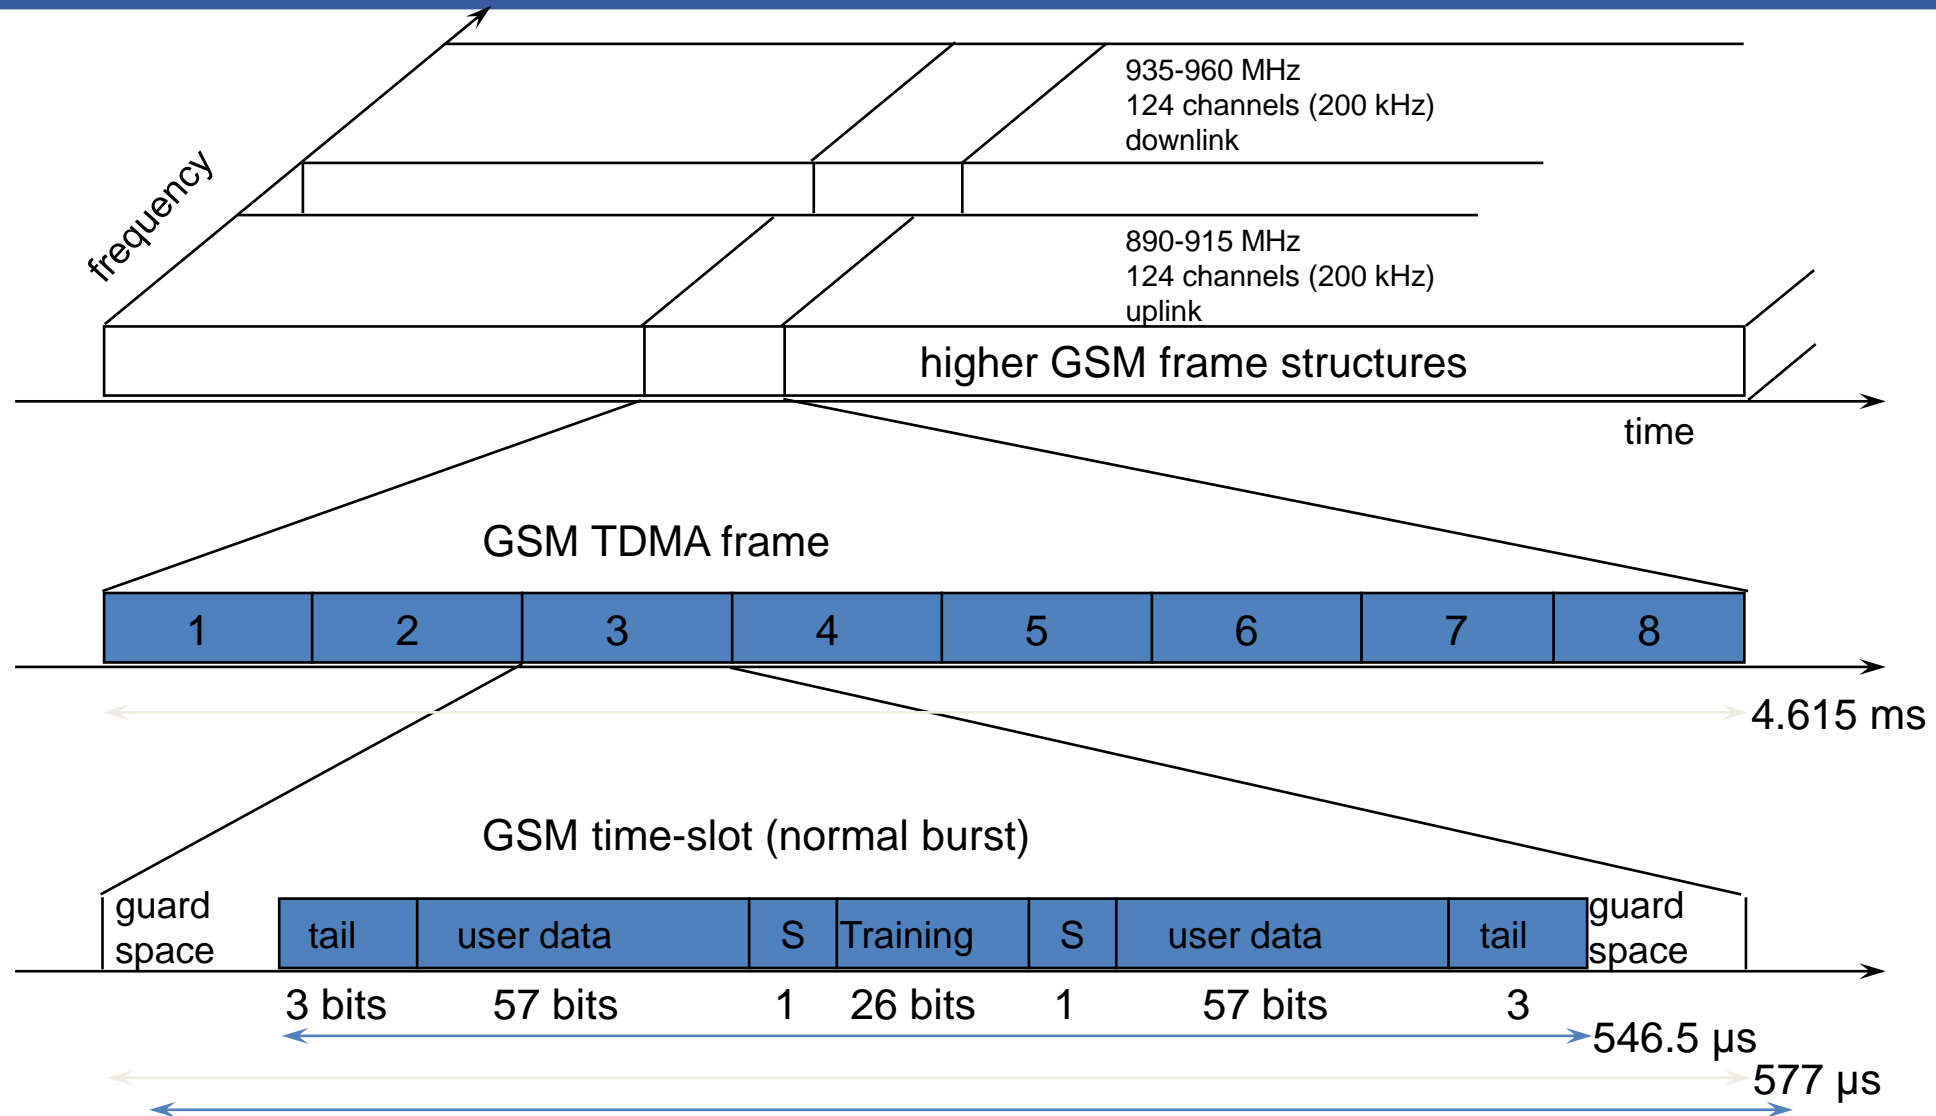 935-960 MHz
124 channels (200 kHz)
downlink
frequency
890-915 MHz
124 channels (200 kHz)
uplink
higher GSM frame structures
time
GSM TDMA frame
1 2 3 4 5 6 7 8
4.615 ms
GSM time-slot (normal burst)
guard
space
tail user data S Training S user data tail
guard
space
3 bits 57 bits 1 26 bits 1 57 bits 3
546.5 µs
577 µs